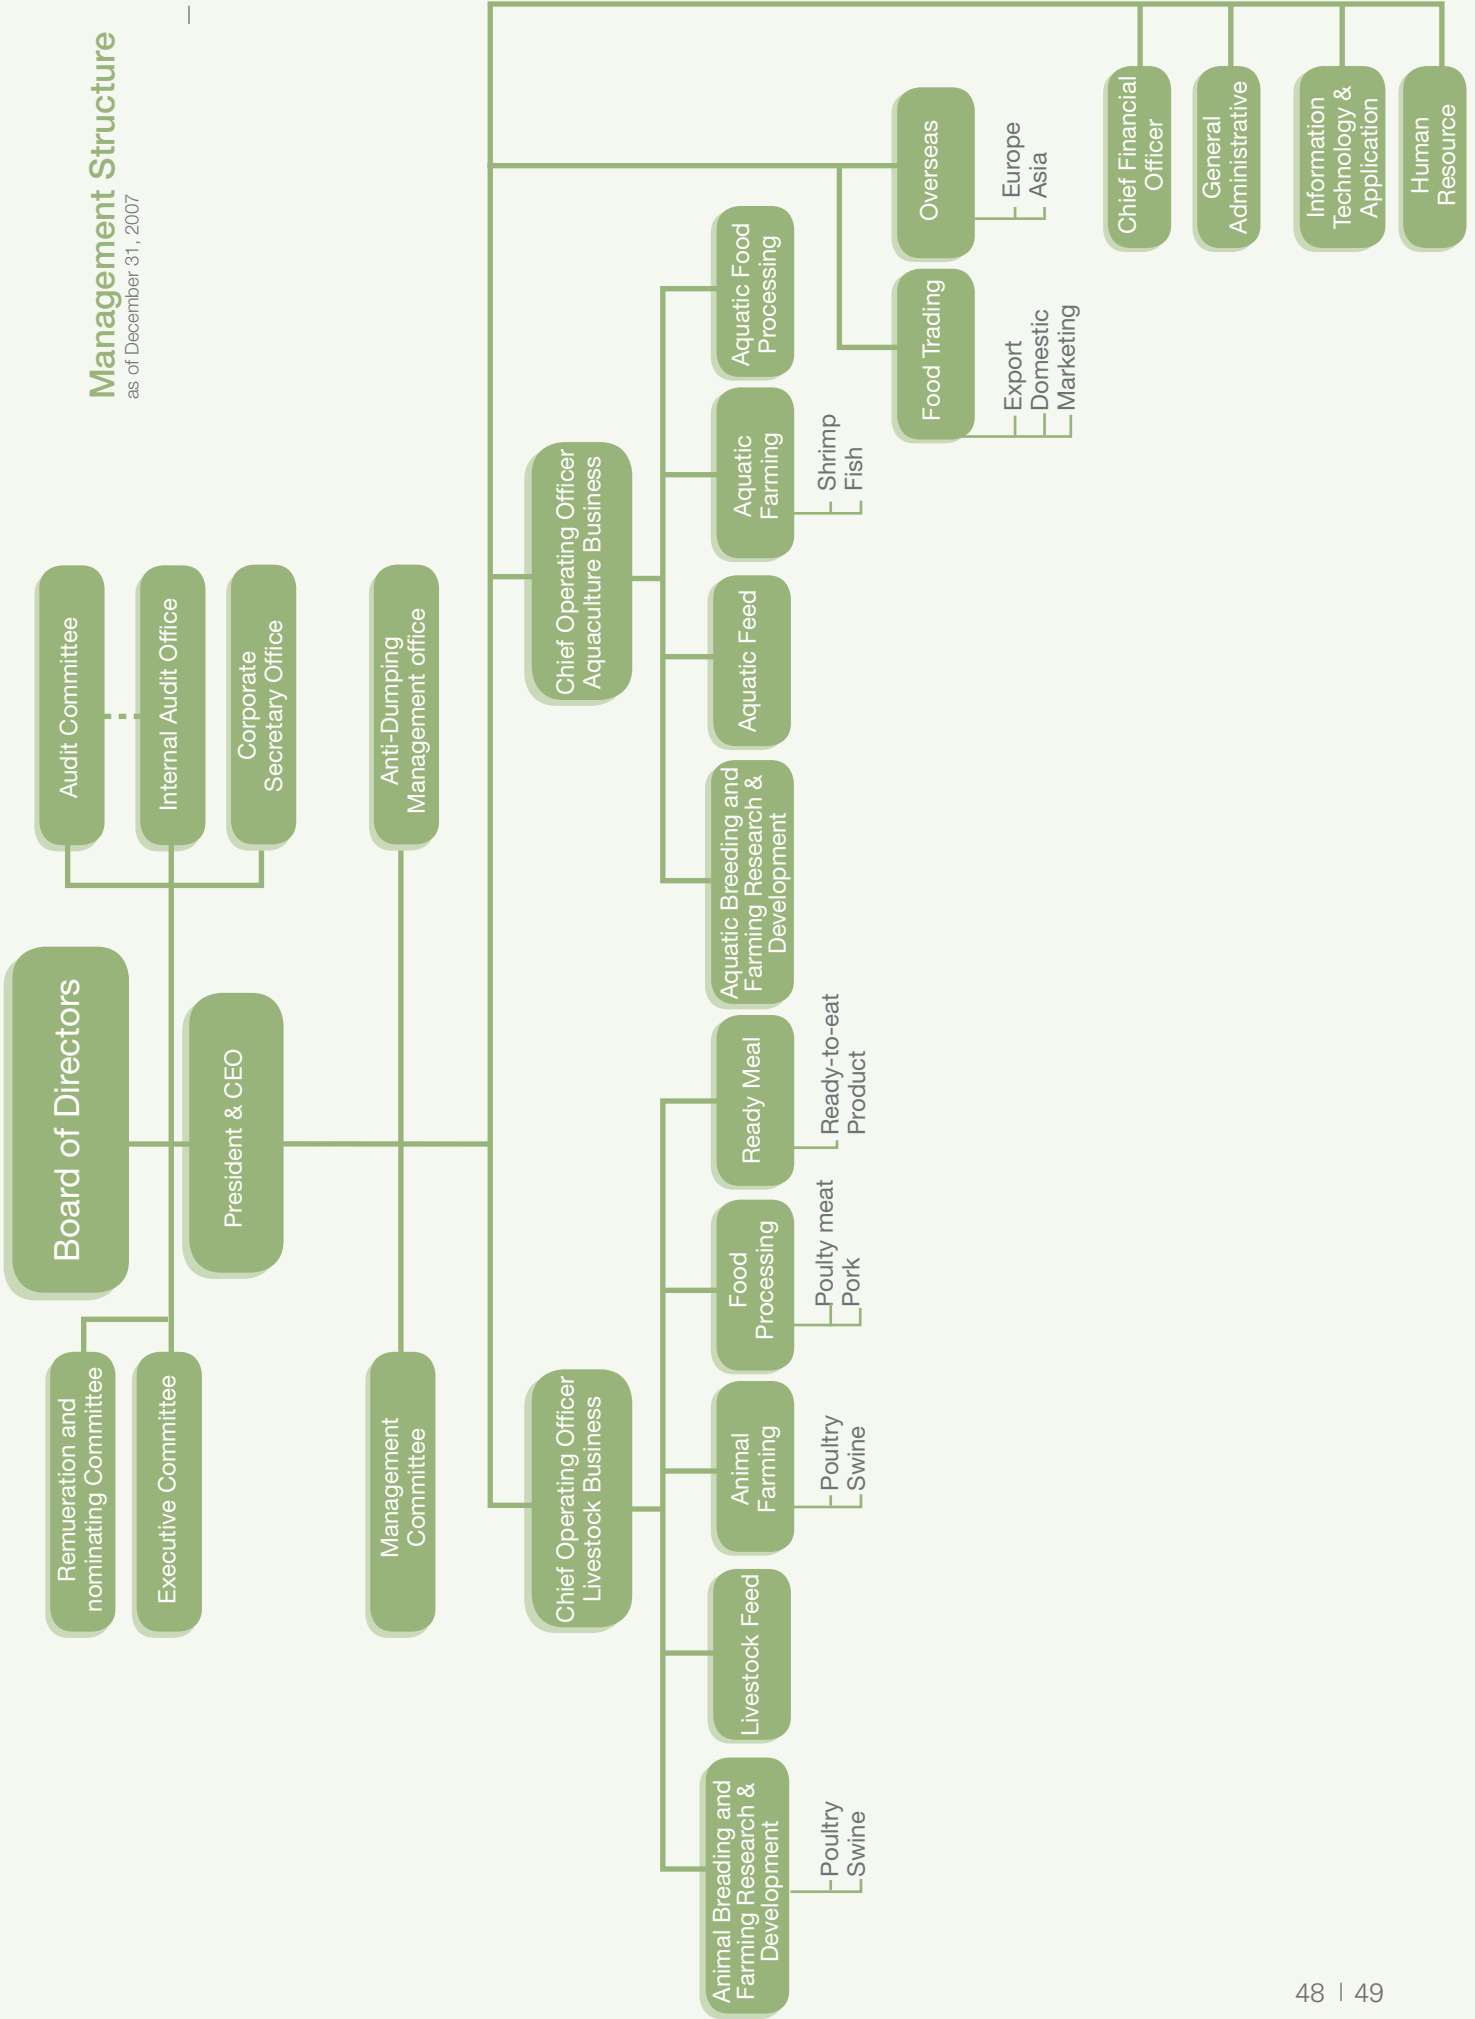 Management Structure
as of December 31, 2007
Board of Directors
Remueration and
nominating Committee
Executive Committee
Audit Committee
Internal Audit Office
Corporate
Secretary Office
President & CEO
Management
Committee
Anti-Dumping
Management office
Chief Operating Officer
Livestock Business
Chief Operating Officer
Aquaculture Business
Animal Breading and
Farming Research &
Development
Poultry
Swine
Livestock Feed
Animal
Farming
Poultry
Swine
Food
Processing
Poulty meat
Pork
Ready Meal
Ready-to-eat
Product
Aquatic Breeding and
Farming Research &
Development
Aquatic Feed
Aquatic
Farming
Shrimp
Fish
Aquatic Food
Processing
Food Trading
Export
Domestic
Marketing
Overseas
Europe
Asia
Chief Financial
Officer
General
Administrative
Information
Technology &
Application
Human
Resource
48 | 49